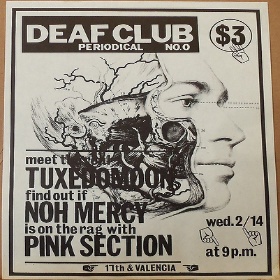 DEAF CLUB
PERIODICAL NO.0
$3
meet the
TUXEDOMOON
find out if
NOH MERCY
is on the rag with
PINK SECTION
wed. 2/14
at 9 p.m.
17th & VALENCIA